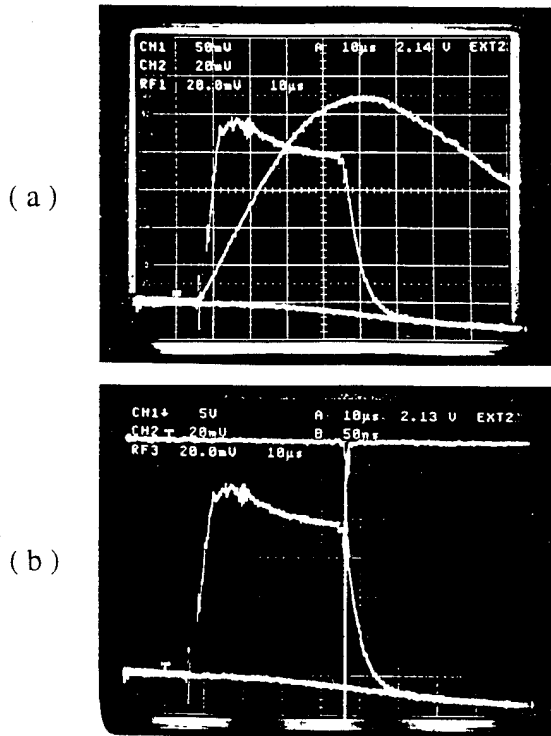 CH1 50mV A 10µs 2.14 V EXT2
CH2 20mV
RF1 20.0mV 10µs
(a)
CH1↓ 5V A 10µs 2.13 V EXT2
CH2 20mV B 50ns
RF3 20.0mV 10µs
(b)